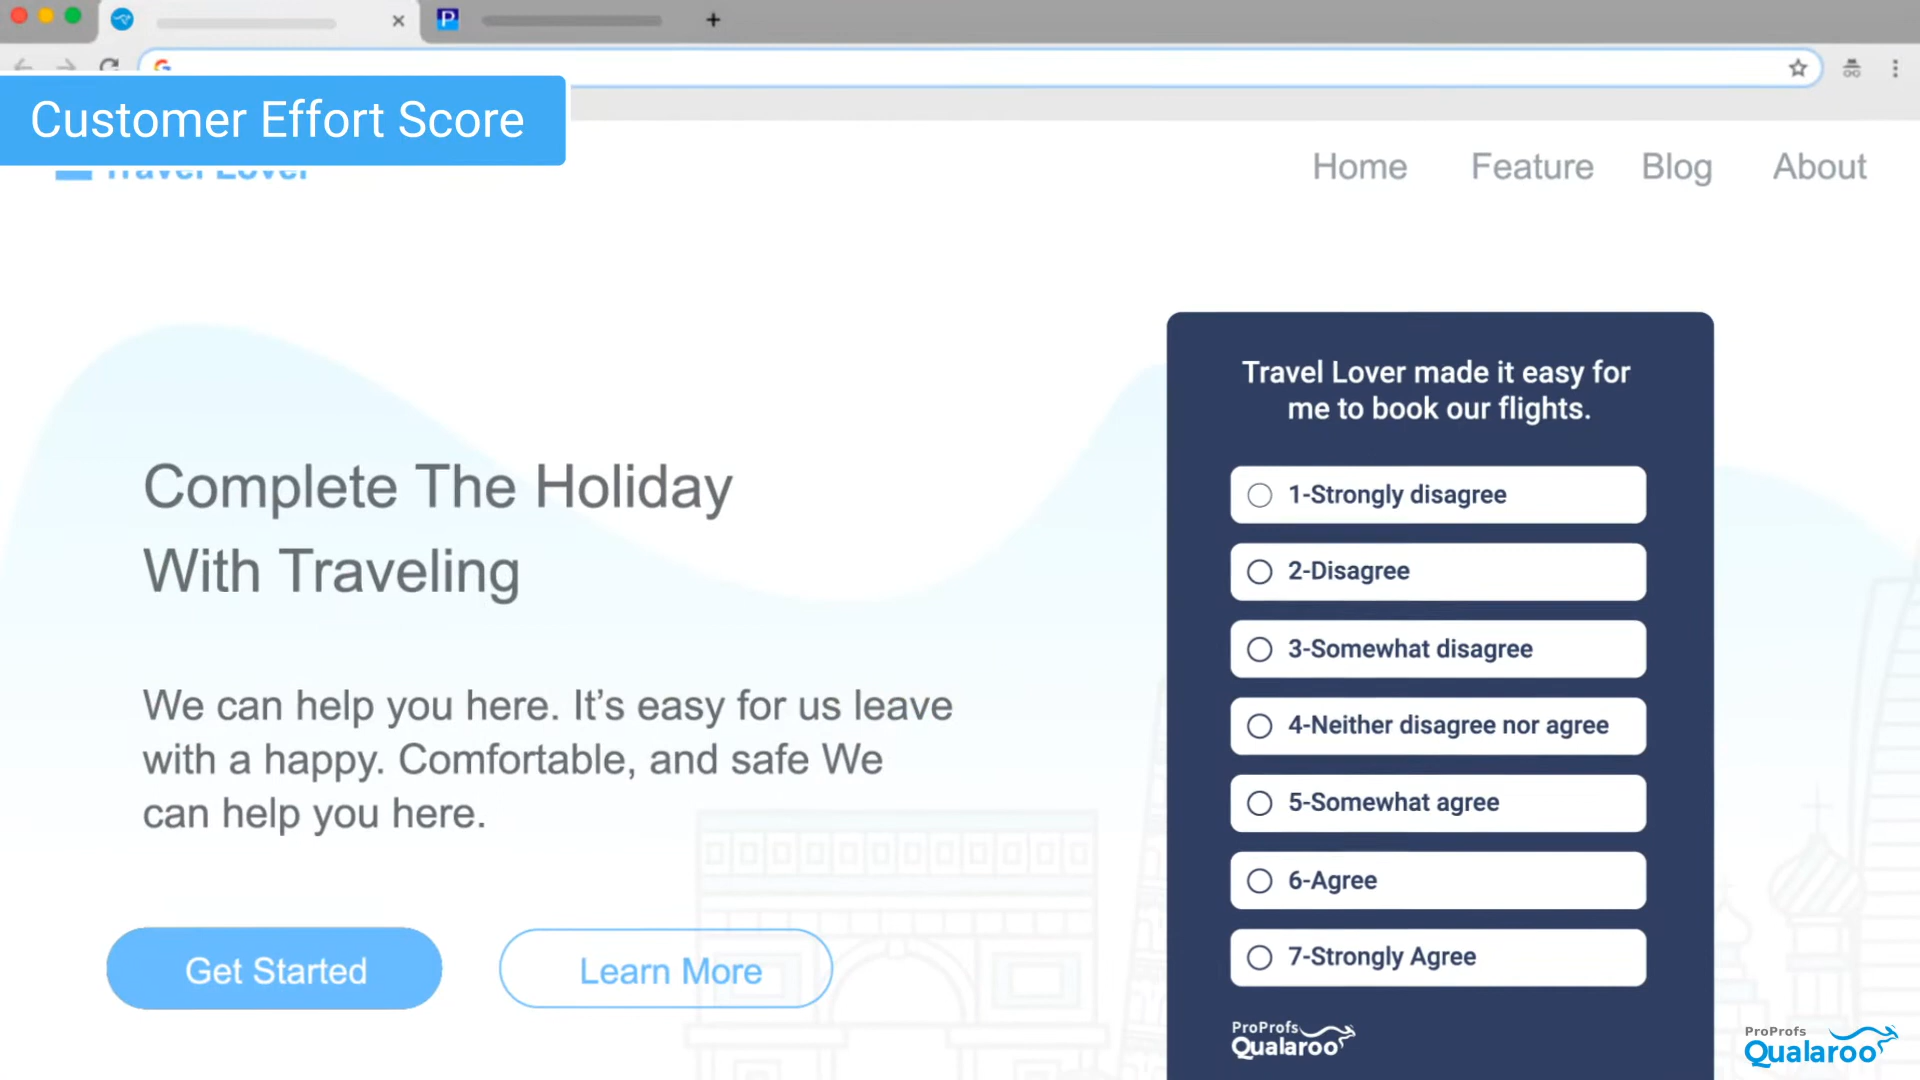 Customer Effort Score
Travel Lover
Home Feature Blog About
Complete The Holiday
With Traveling
We can help you here. It’s easy for us leave
with a happy. Comfortable, and safe We
can help you here.
Get Started
Learn More
Travel Lover made it easy for
me to book our flights.
1-Strongly disagree
2-Disagree
3-Somewhat disagree
4-Neither disagree nor agree
5-Somewhat agree
6-Agree
7-Strongly Agree
ProProfs
Qualaroo
ProProfs
Qualaroo